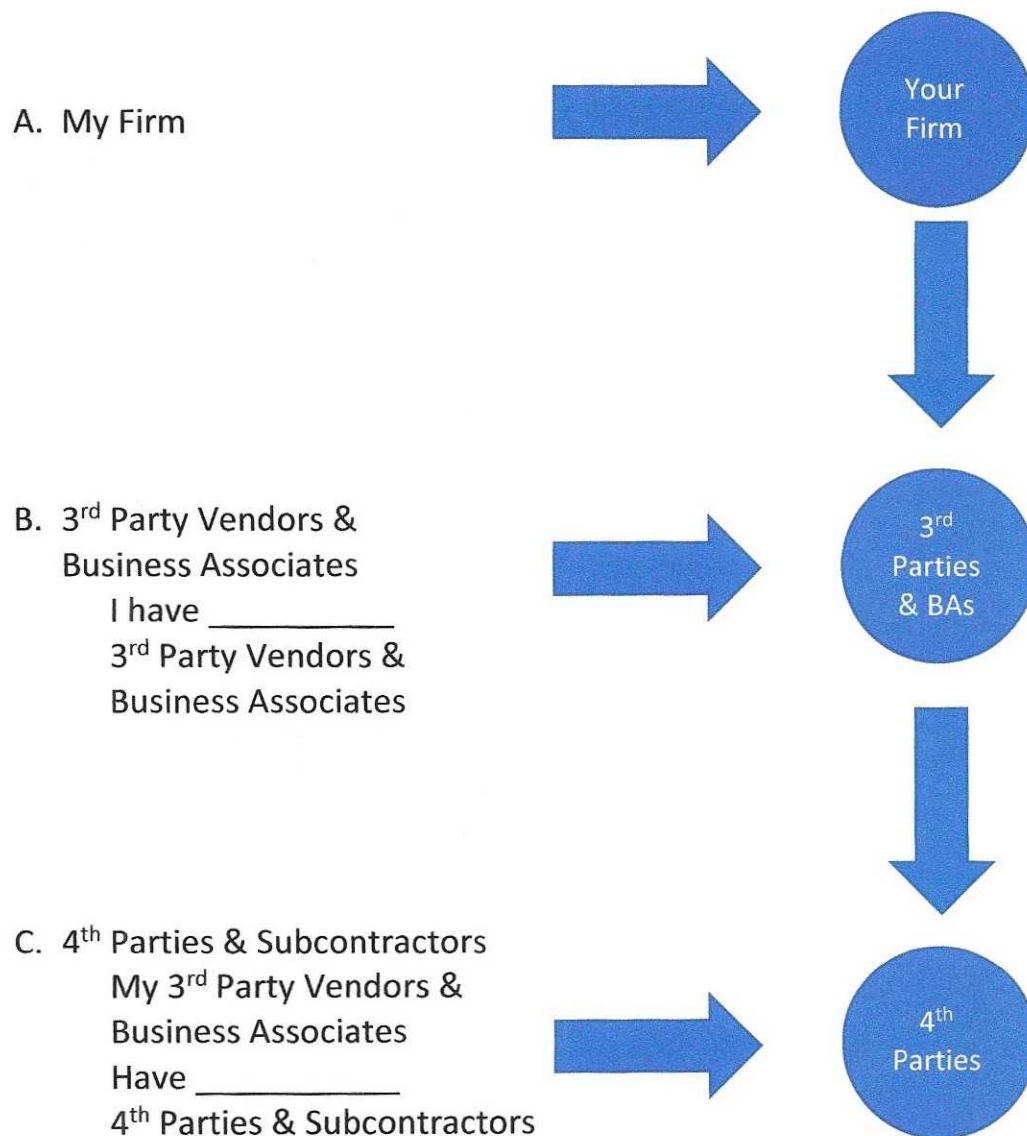 A. My Firm
Your
Firm
B. 3rd Party Vendors &
Business Associates
I have __________
3rd Party Vendors &
Business Associates
3rd
Parties
& BAs
C. 4th Parties & Subcontractors
My 3rd Party Vendors &
Business Associates
Have ___________
4th Parties & Subcontractors
4th
Parties